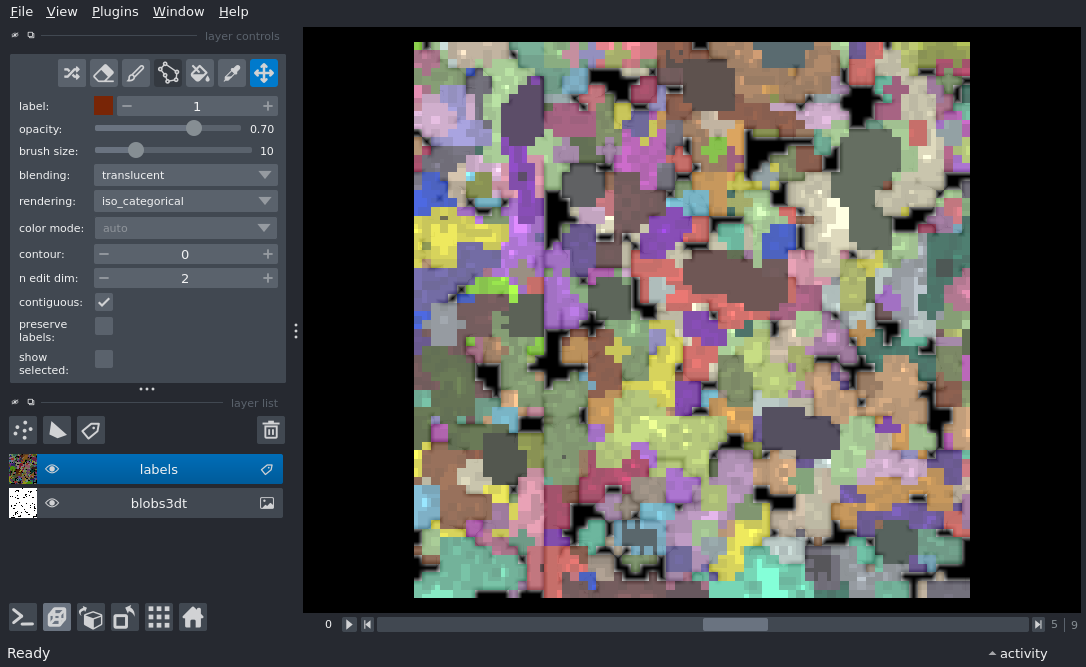 File View Plugins Window Help
layer controls
label: 1
opacity: 0.70
brush size: 10
blending: translucent
rendering: iso_categorical
color mode: auto
contour: 0
n edit dim: 2
contiguous:
preserve
labels:
show
selected:
layer list
labels
blobs3dt
0 5 9
Ready activity